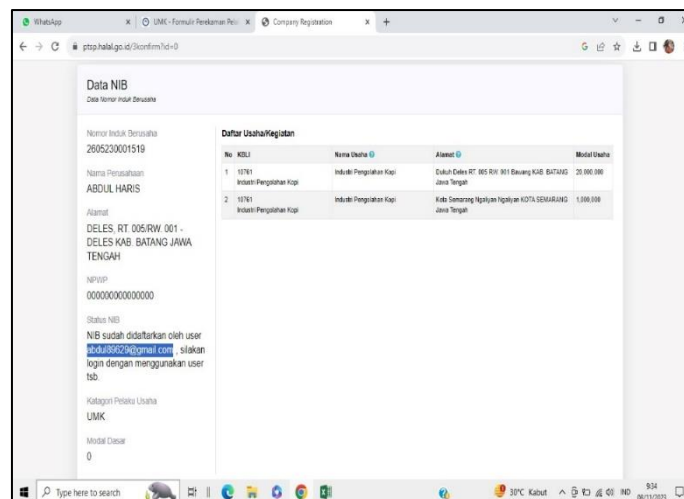 WhatsApp
UMK - Formulir Perekaman Pela
Company Registration
ptsp.halal.go.id/3konfirm?id=0
Data NIB
Data Nomor Induk Berusaha
Nomor Induk Berusaha
2605230001519
Nama Perusahaan
ABDUL HARIS
Alamat
DELES, RT. 005/RW. 001 -
DELES KAB. BATANG JAWA
TENGAH
NPWP
000000000000000
Status NIB
NIB sudah didaftarkan oleh user
abdul89629@gmail.com , silakan
login dengan menggunakan user
tsb.
Katagori Pelaku Usaha
UMK
Modal Dasar
0
Daftar Usaha/Kegiatan
No KBLI Nama Usaha Alamat Modal Usaha
1 10761 Industri Pengolahan Kopi Dukuh Deles RT. 005 RW. 001 Bawang KAB. BATANG 20,000,000
Industri Pengolahan Kopi Jawa Tengah
2 10761 Industri Pengolahan Kopi Kota Semarang Ngaliyan Ngaliyan KOTA SEMARANG 1,000,000
Industri Pengolahan Kopi Jawa Tengah
Type here to search
30°C Kabut
IND
9:34
06/11/2023